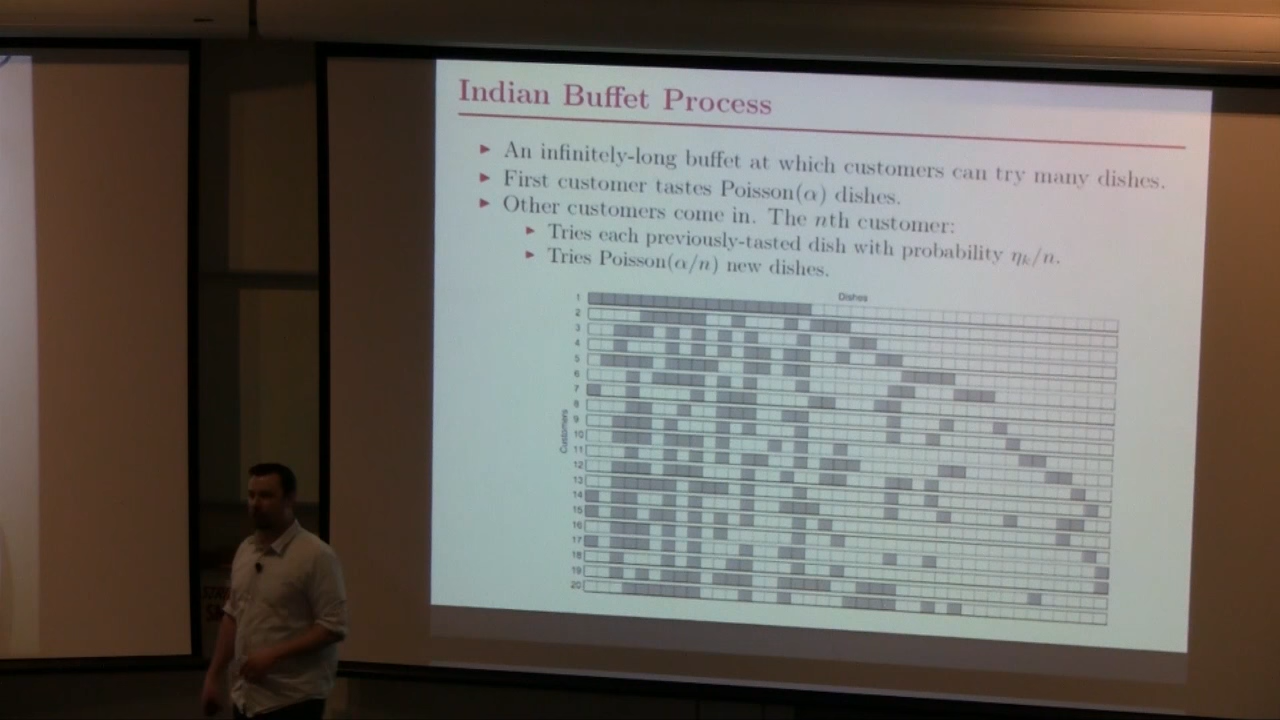 Indian Buffet Process
An infinitely-long buffet at which customers can try many dishes.
First customer tastes Poisson(α) dishes.
Other customers come in. The nth customer:
Tries each previously-tasted dish with probability ηk/n.
Tries Poisson(α/n) new dishes.
Dishes
Customers
1
2
3
4
5
6
7
8
9
10
11
12
13
14
15
16
17
18
19
20